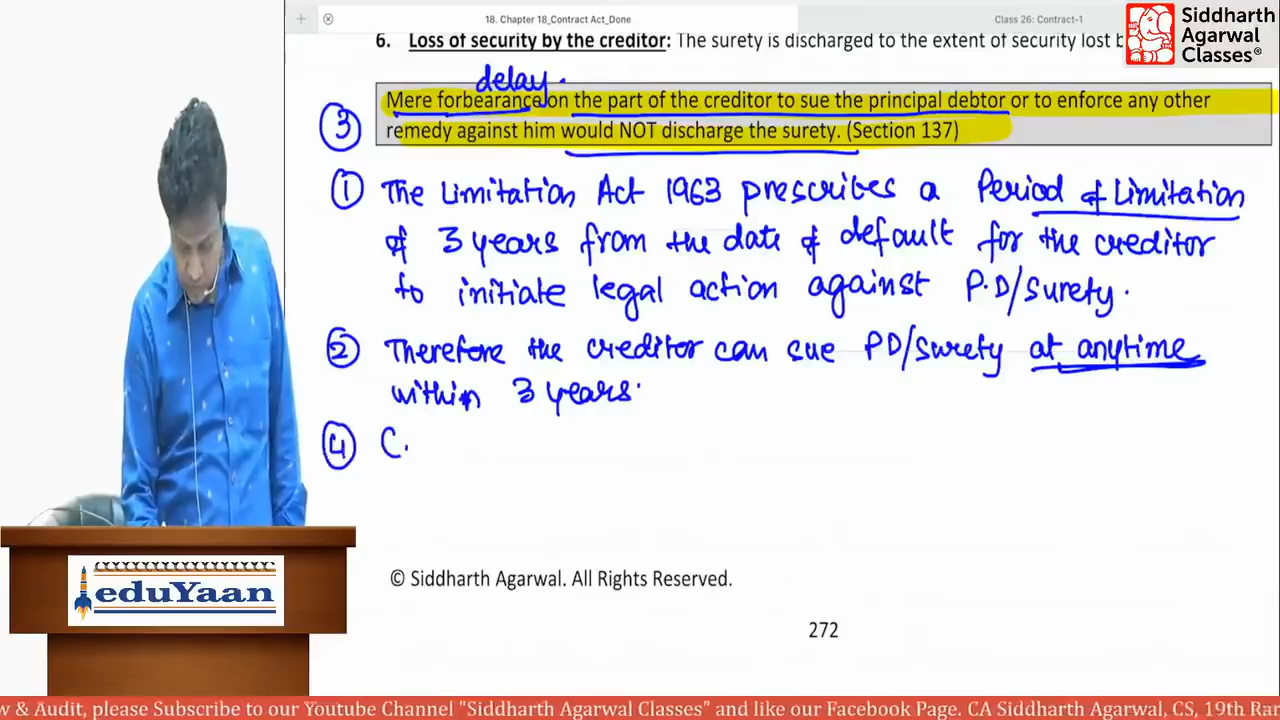 18. Chapter 18_Contract Act_Done
Class 26: Contract-1
Siddharth
Agarwal
Classes®
6. Loss of security by the creditor: The surety is discharged to the extent of security lost b
delay.
Mere forbearance on the part of the creditor to sue the principal debtor or to enforce any other
③ remedy against him would NOT discharge the surety. (Section 137)
① The Limitation Act 1963 prescribes a Period of Limitation
of 3 years from the date of default for the creditor
to initiate legal action against P.D/surety.
② Therefore the creditor can sue PD/surety at anytime
within 3 years.
④ C.
eduYaan
© Siddharth Agarwal. All Rights Reserved.
272
w & Audit, please Subscribe to our Youtube Channel "Siddharth Agarwal Classes" and like our Facebook Page. CA Siddharth Agarwal, CS, 19th Ran